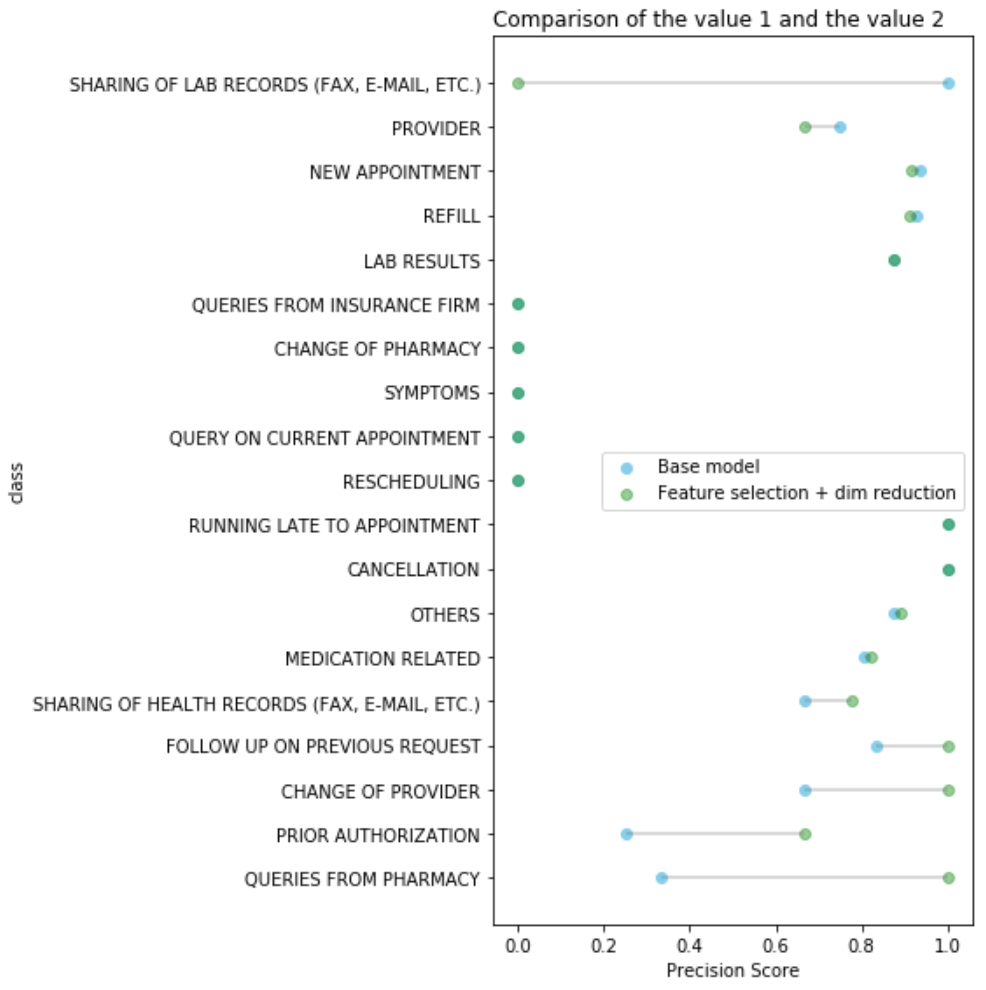 Comparison of the value 1 and the value 2
SHARING OF LAB RECORDS (FAX, E-MAIL, ETC.)
PROVIDER
NEW APPOINTMENT
REFILL
LAB RESULTS
QUERIES FROM INSURANCE FIRM
CHANGE OF PHARMACY
SYMPTOMS
QUERY ON CURRENT APPOINTMENT
RESCHEDULING
RUNNING LATE TO APPOINTMENT
CANCELLATION
OTHERS
MEDICATION RELATED
SHARING OF HEALTH RECORDS (FAX, E-MAIL, ETC.)
FOLLOW UP ON PREVIOUS REQUEST
CHANGE OF PROVIDER
PRIOR AUTHORIZATION
QUERIES FROM PHARMACY
class
Base model
Feature selection + dim reduction
0.0 0.2 0.4 0.6 0.8 1.0
Precision Score